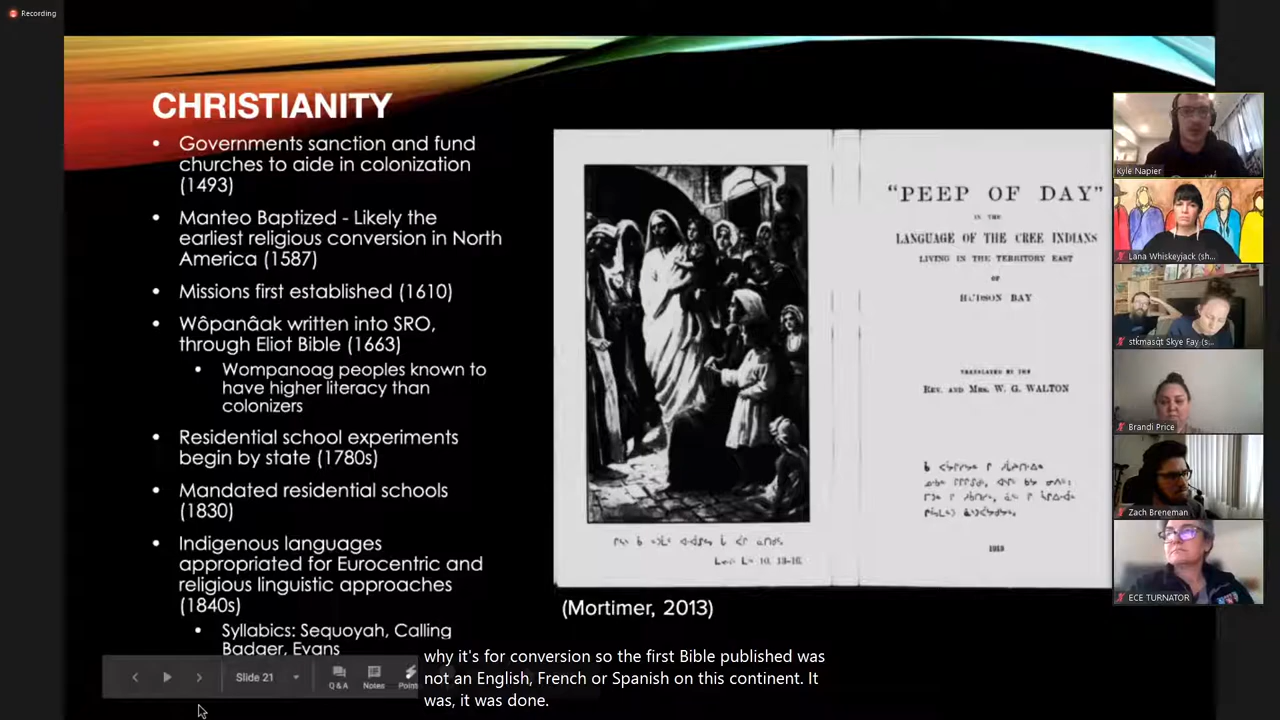 Recording
CHRISTIANITY
• Governments sanction and fund
churches to aide in colonization
(1493)
• Manteo Baptized - Likely the
earliest religious conversion in North
America (1587)
• Missions first established (1610)
• Wôpanâak written into SRO,
through Eliot Bible (1663)
• Wompanoag peoples known to
have higher literacy than
colonizers
• Residential school experiments
begin by state (1780s)
• Mandated residential schools
(1830)
• Indigenous languages
appropriated for Eurocentric and
religious linguistic approaches
(1840s)
• Syllabics: Sequoyah, Calling
Badger, Evans
"PEEP OF DAY"
IN THE
LANGUAGE OF THE CREE INDIANS
LIVING IN THE TERRITORY EAST
OF
HUDSON BAY
TRANSLATED BY THE
REV. AND MRS. W. G. WALTON
10, 13-16.
(Mortimer, 2013)
Slide 21
Q & A
Notes
why it's for conversion so the first Bible published was
not an English, French or Spanish on this continent. It
was, it was done.
Kyle Napier
Lana Whiskeyjack (sh...
stkmasqt Skye Fay (s...
Brandi Price
Zach Breneman
ECE TURNATOR